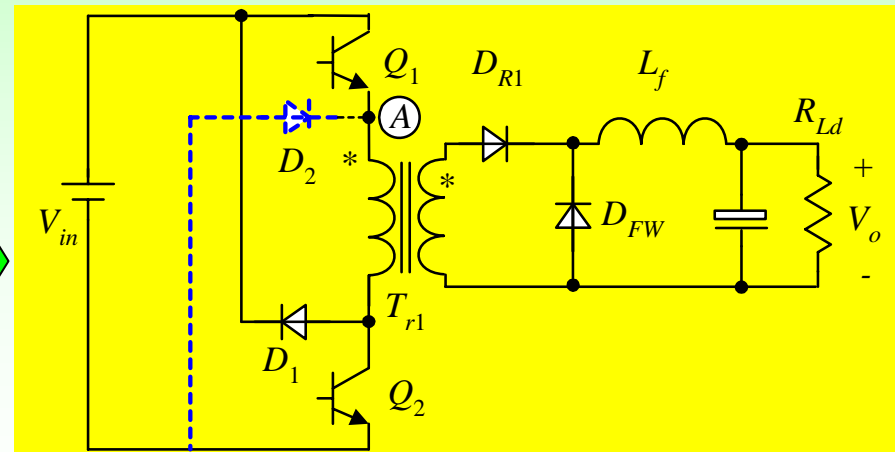 Q1
DR1
Lf
A
RLd
D2
*
*
+
Vin
DFW
Vo
-
Tr1
D1
Q2